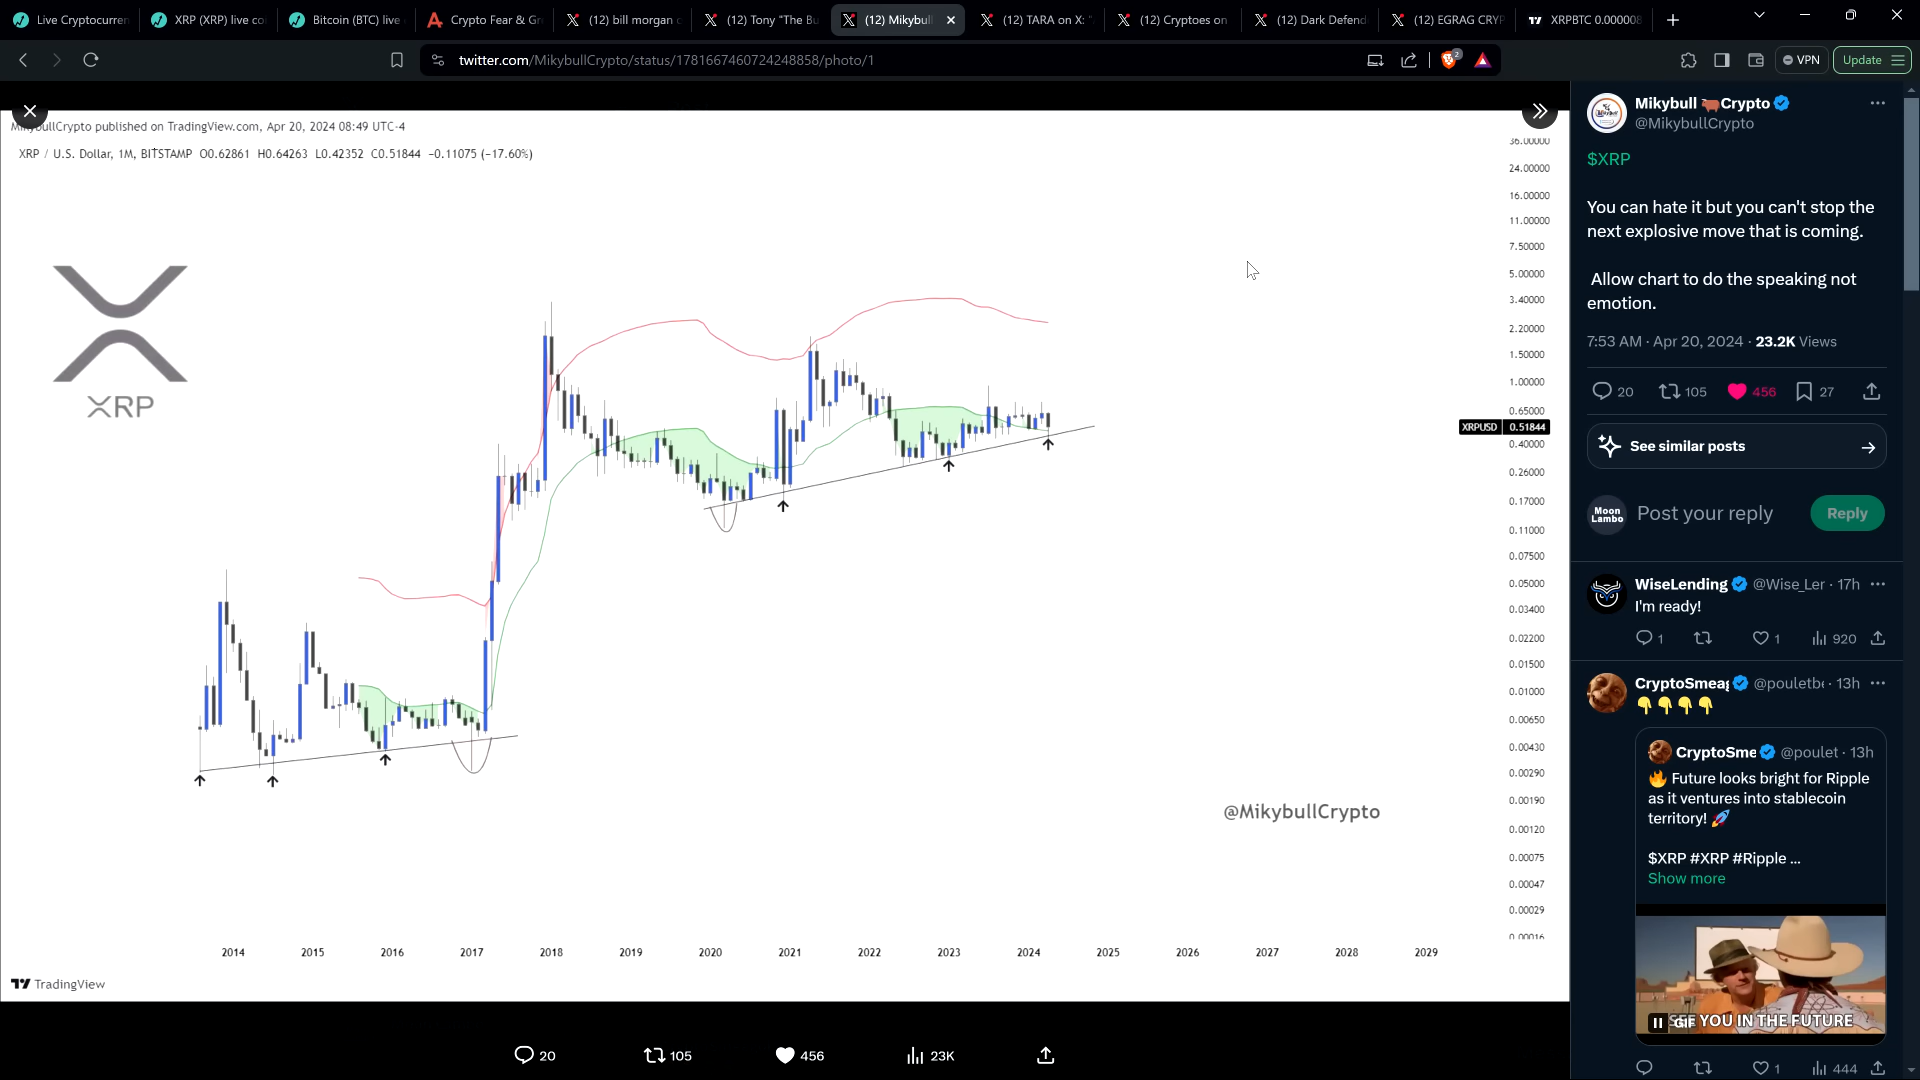 Live Cryptocurren
XRP (XRP) live co
Bitcoin (BTC) live
Crypto Fear & Gr
(12) bill morgan
(12) Tony "The Bu
(12) Mikybull
(12) TARA on X: "
(12) Cryptoes on
(12) Dark Defend
(12) EGRAG CRYP
XRPBTC 0.000008
twitter.com/MikybullCrypto/status/1781667460724248858/photo/1
2
VPN
Update
MikybullCrypto published on TradingView.com, Apr 20, 2024 08:49 UTC-4
XRP / U.S. Dollar, 1M, BITSTAMP O0.62861 H0.64263 L0.42352 C0.51844 −0.11075 (−17.60%)
XRP
36.00000
24.00000
16.00000
11.00000
7.50000
5.00000
3.40000
2.20000
1.50000
1.00000
0.65000
XRPUSD 0.51844
0.40000
0.26000
0.17000
0.11000
0.07500
0.05000
0.03400
0.02200
0.01500
0.01000
0.00650
0.00430
0.00290
0.00190
0.00120
0.00075
0.00047
0.00029
0.00016
@MikybullCrypto
2014 2015 2016 2017 2018 2019 2020 2021 2022 2023 2024 2025 2026 2027 2028 2029
TradingView
20 105 456 23K
Mikybull Crypto
@MikybullCrypto
$XRP
You can hate it but you can't stop the
next explosive move that is coming.
Allow chart to do the speaking not
emotion.
7:53 AM · Apr 20, 2024 · 23.2K Views
20 105 456 27
See similar posts
Moon
Lambo
Post your reply
Reply
WiseLending @Wise_Ler · 17h
I'm ready!
1 1 920
CryptoSmeag @pouletbe · 13h
CryptoSme @poulet · 13h
🔥 Future looks bright for Ripple
as it ventures into stablecoin
territory! 🚀
$XRP #XRP #Ripple ...
Show more
GIF
SEE YOU IN THE FUTURE
1 444